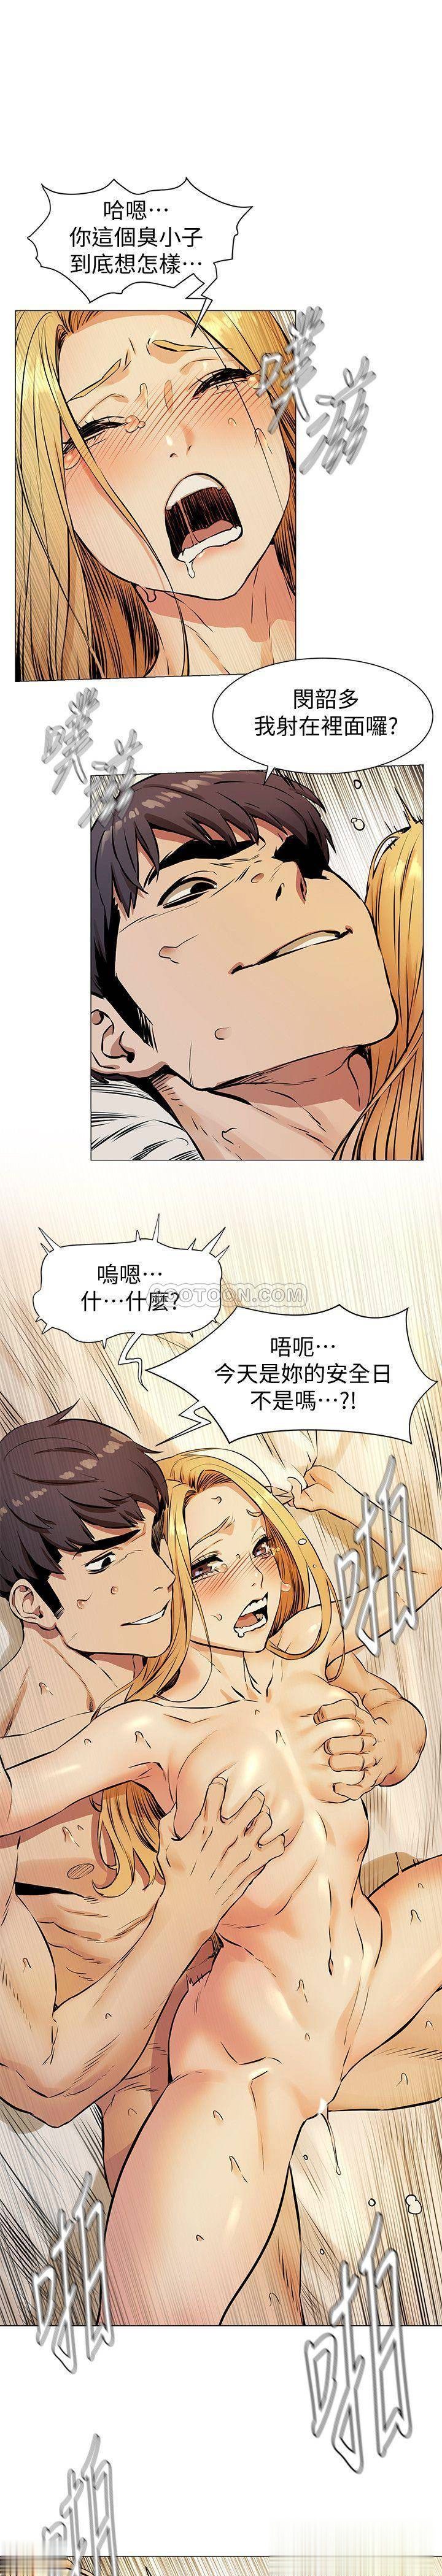 哈嗯⋯
你這個臭小子
到底想怎樣⋯
噗滋
閔韶多
我射在裡面囉?
噗滋
嗚嗯⋯
什⋯什麼?
唔呃⋯
今天是妳的安全日
不是嗎⋯?!
啪
啪
啪
啪
啪